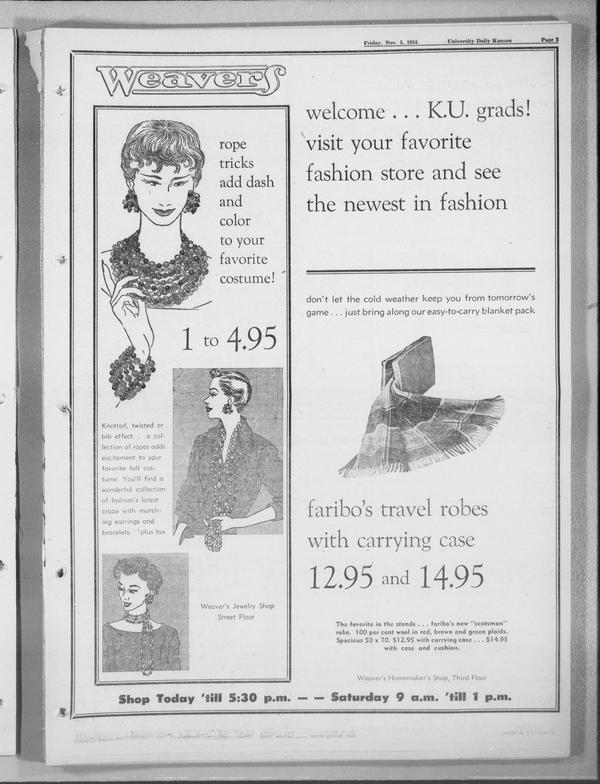 Friday, Nov. 5, 1954. University Daily Kansan Page 5
Weavers
rope
tricks
add dash
and
color
to your
favorite
costume!
1 to 4.95
Knotted, twisted or
bib effect . . a col-
lection of ropes adds
excitement to your
favorite fall cos-
tume. You'll find a
wonderful collection
of fashion's latest
craze with match-
ing earrings and
bracelets. plus tax
Weaver's Jewelry Shop
Street Floor
welcome . . . K.U. grads!
visit your favorite
fashion store and see
the newest in fashion
don't let the cold weather keep you from tomorrow's
game . . . just bring along our easy-to-carry blanket pack
faribo's travel robes
with carrying case
12.95 and 14.95
The favorite in the stands . . . faribo's new "scotsman"
robe. 100 per cent wool in red, brown and green plaids.
Spacious 50 x 70. $12.95 with carrying case . . . $14.95
with case and cushion.
Weaver's Homemaker's Shop, Third Floor
Shop Today 'till 5:30 p.m. — — Saturday 9 a.m. 'till 1 p.m.